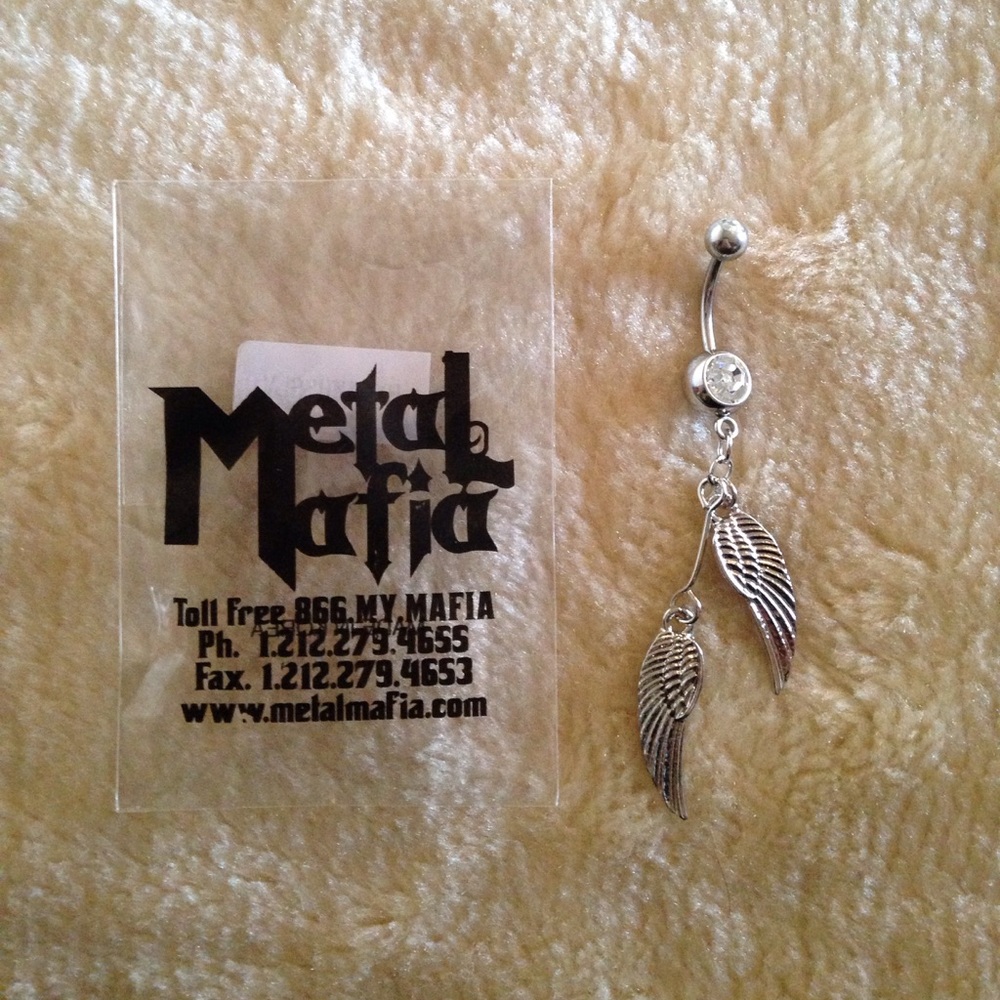 Metal
Mafia
Toll Free 866.MY.MAFIA
Ph. 1.212.279.4655
Fax. 1.212.279.4653
www.metalmafia.com